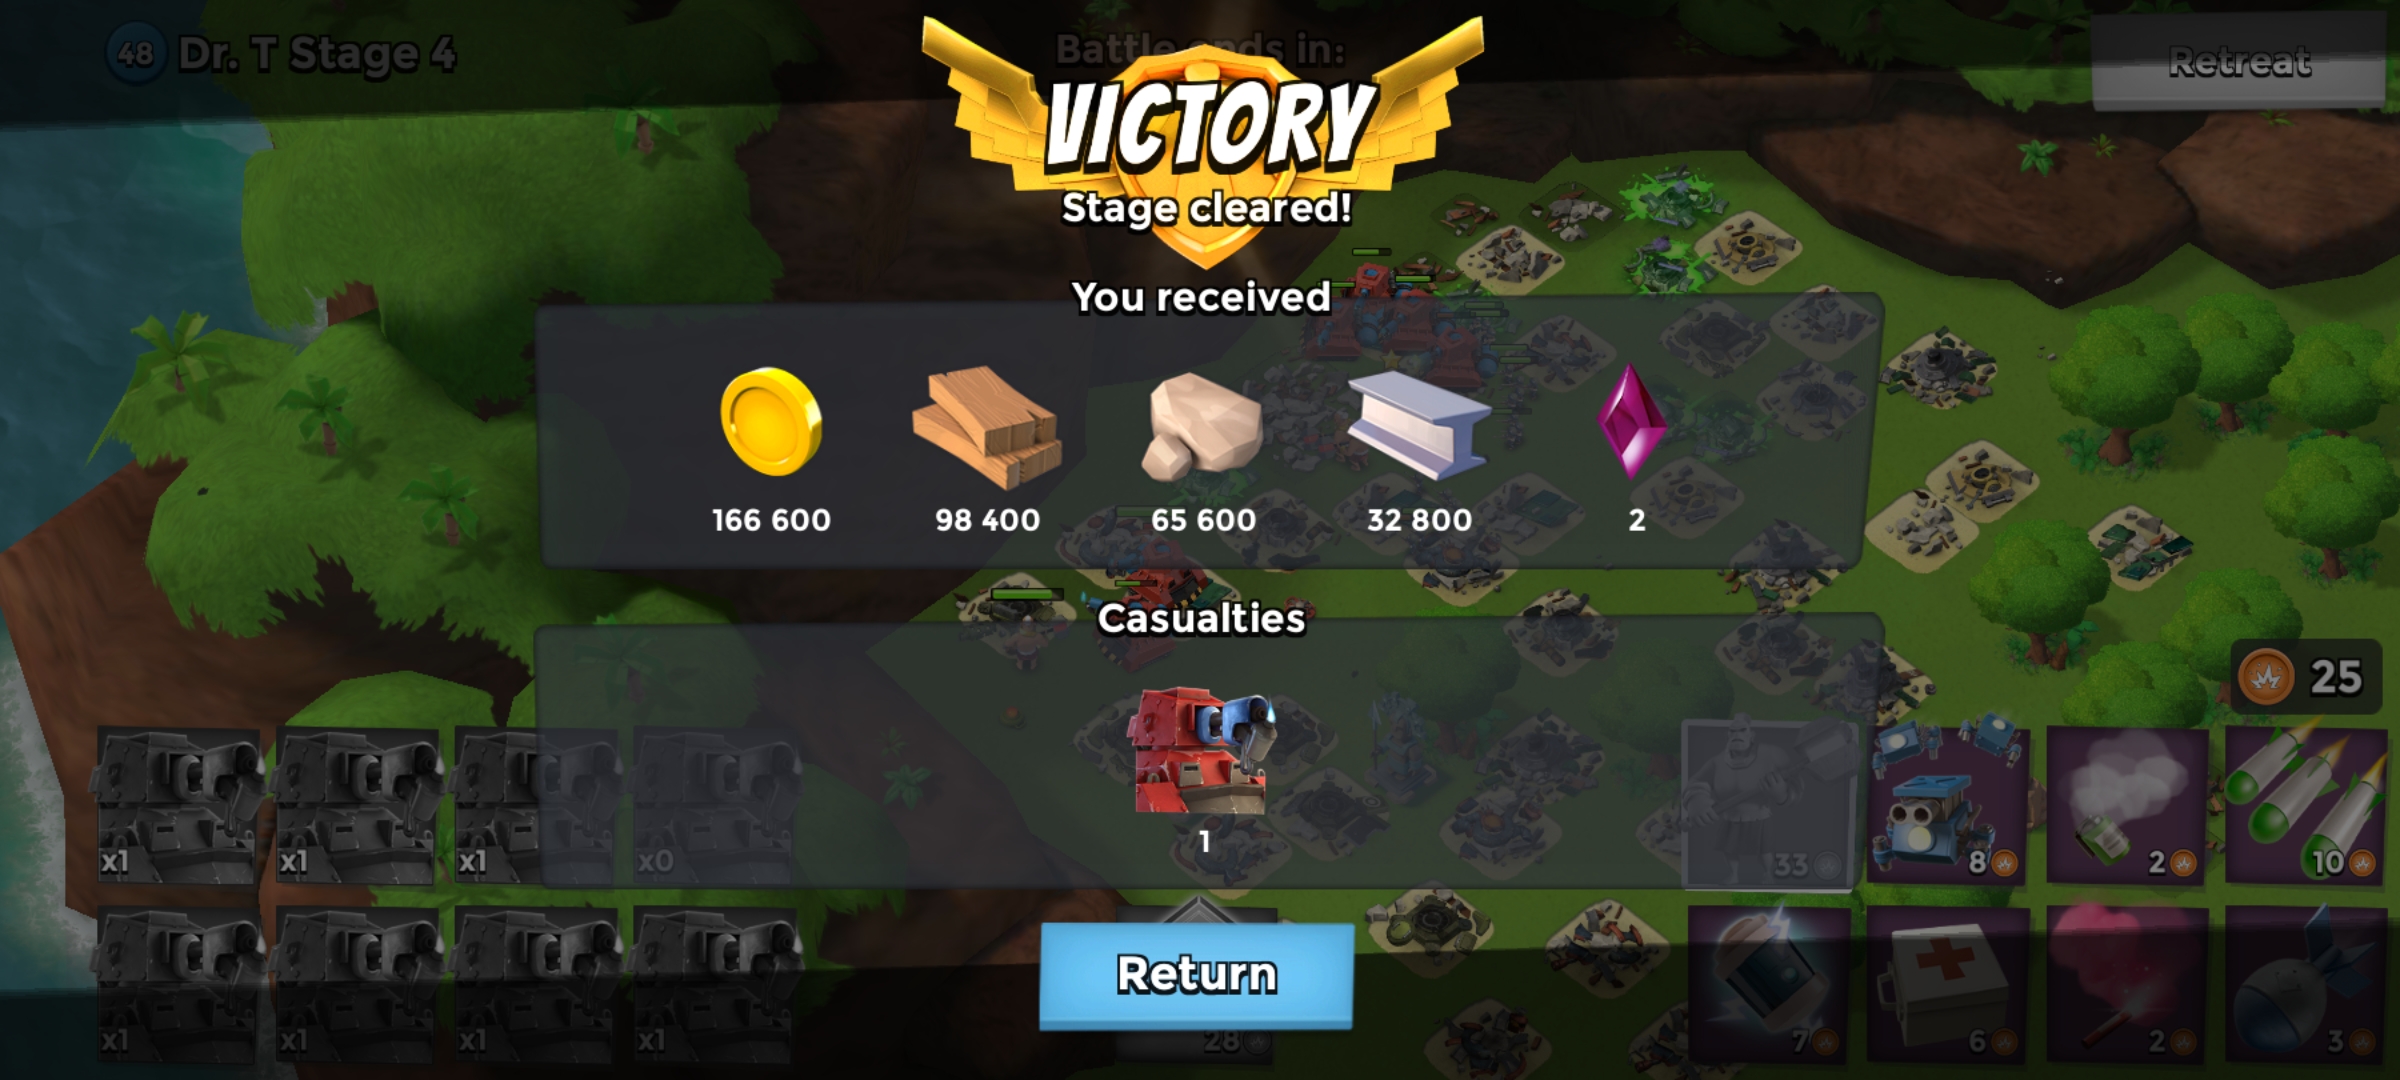 48 Dr. T Stage 4
Battle ends in:
Retreat
VICTORY
Stage cleared!
You received
166 600
98 400
65 600
32 800
2
Casualties
1
25
x1
x1
x1
x0
33
8
2
10
Return
x1
x1
x1
x1
28
7
6
2
3